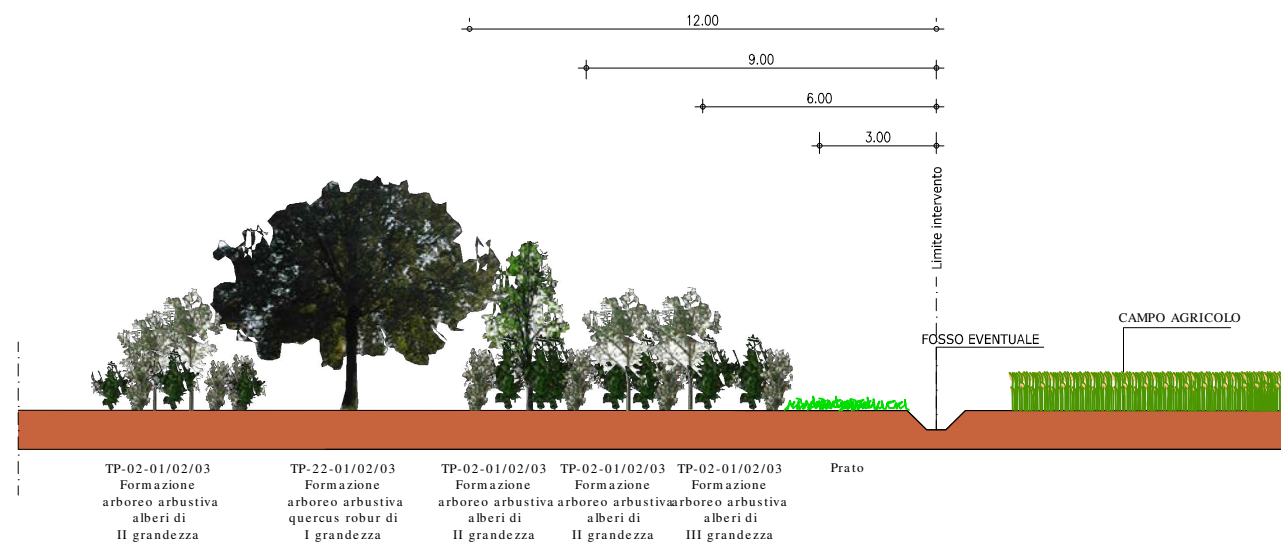 12.00
9.00
6.00
3.00
Limite intervento
CAMPO AGRICOLO
FOSSO EVENTUALE
TP-02-01/02/03
Formazione
arboreo arbustiva
alberi di
II grandezza
TP-22-01/02/03
Formazione
arboreo arbustiva
quercus robur di
I grandezza
TP-02-01/02/03
Formazione
arboreo arbustiva
alberi di
II grandezza
TP-02-01/02/03
Formazione
arboreo arbustiva
alberi di
II grandezza
TP-02-01/02/03
Formazione
arboreo arbustiva
alberi di
III grandezza
Prato